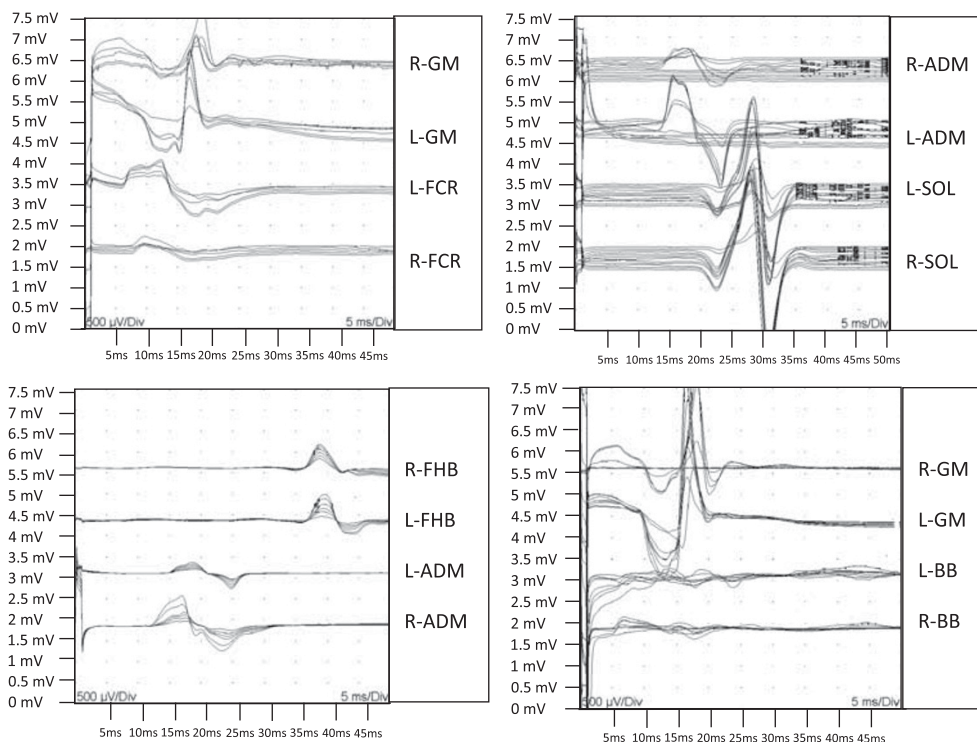 7.5 mV
7 mV
6.5 mV
6 mV
5.5 mV
5 mV
4.5 mV
4 mV
3.5 mV
3 mV
2.5 mV
2 mV
1.5 mV
1 mV
0.5 mV
0 mV
R-GM
L-GM
L-FCR
R-FCR
500 µV/Div
5 ms/Div
5ms 10ms 15ms 20ms 25ms 30ms 35ms 40ms 45ms
7.5 mV
7 mV
6.5 mV
6 mV
5.5 mV
5 mV
4.5 mV
4 mV
3.5 mV
3 mV
2.5 mV
2 mV
1.5 mV
1 mV
0.5 mV
0 mV
R-ADM
L-ADM
L-SOL
R-SOL
5 ms/Div
5ms 10ms 15ms 20ms 25ms 30ms 35ms 40ms 45ms 50ms
7.5 mV
7 mV
6.5 mV
6 mV
5.5 mV
5 mV
4.5 mV
4 mV
3.5 mV
3 mV
2.5 mV
2 mV
1.5 mV
1 mV
0.5 mV
0 mV
R-FHB
L-FHB
L-ADM
R-ADM
500 µV/Div
5 ms/Div
5ms 10ms 15ms 20ms 25ms 30ms 35ms 40ms 45ms
7.5 mV
7 mV
6.5 mV
6 mV
5.5 mV
5 mV
4.5 mV
4 mV
3.5 mV
3 mV
2.5 mV
2 mV
1.5 mV
1 mV
0.5 mV
0 mV
R-GM
L-GM
L-BB
R-BB
500 µV/Div
5 ms/Div
5ms 10ms 15ms 20ms 25ms 30ms 35ms 40ms 45ms